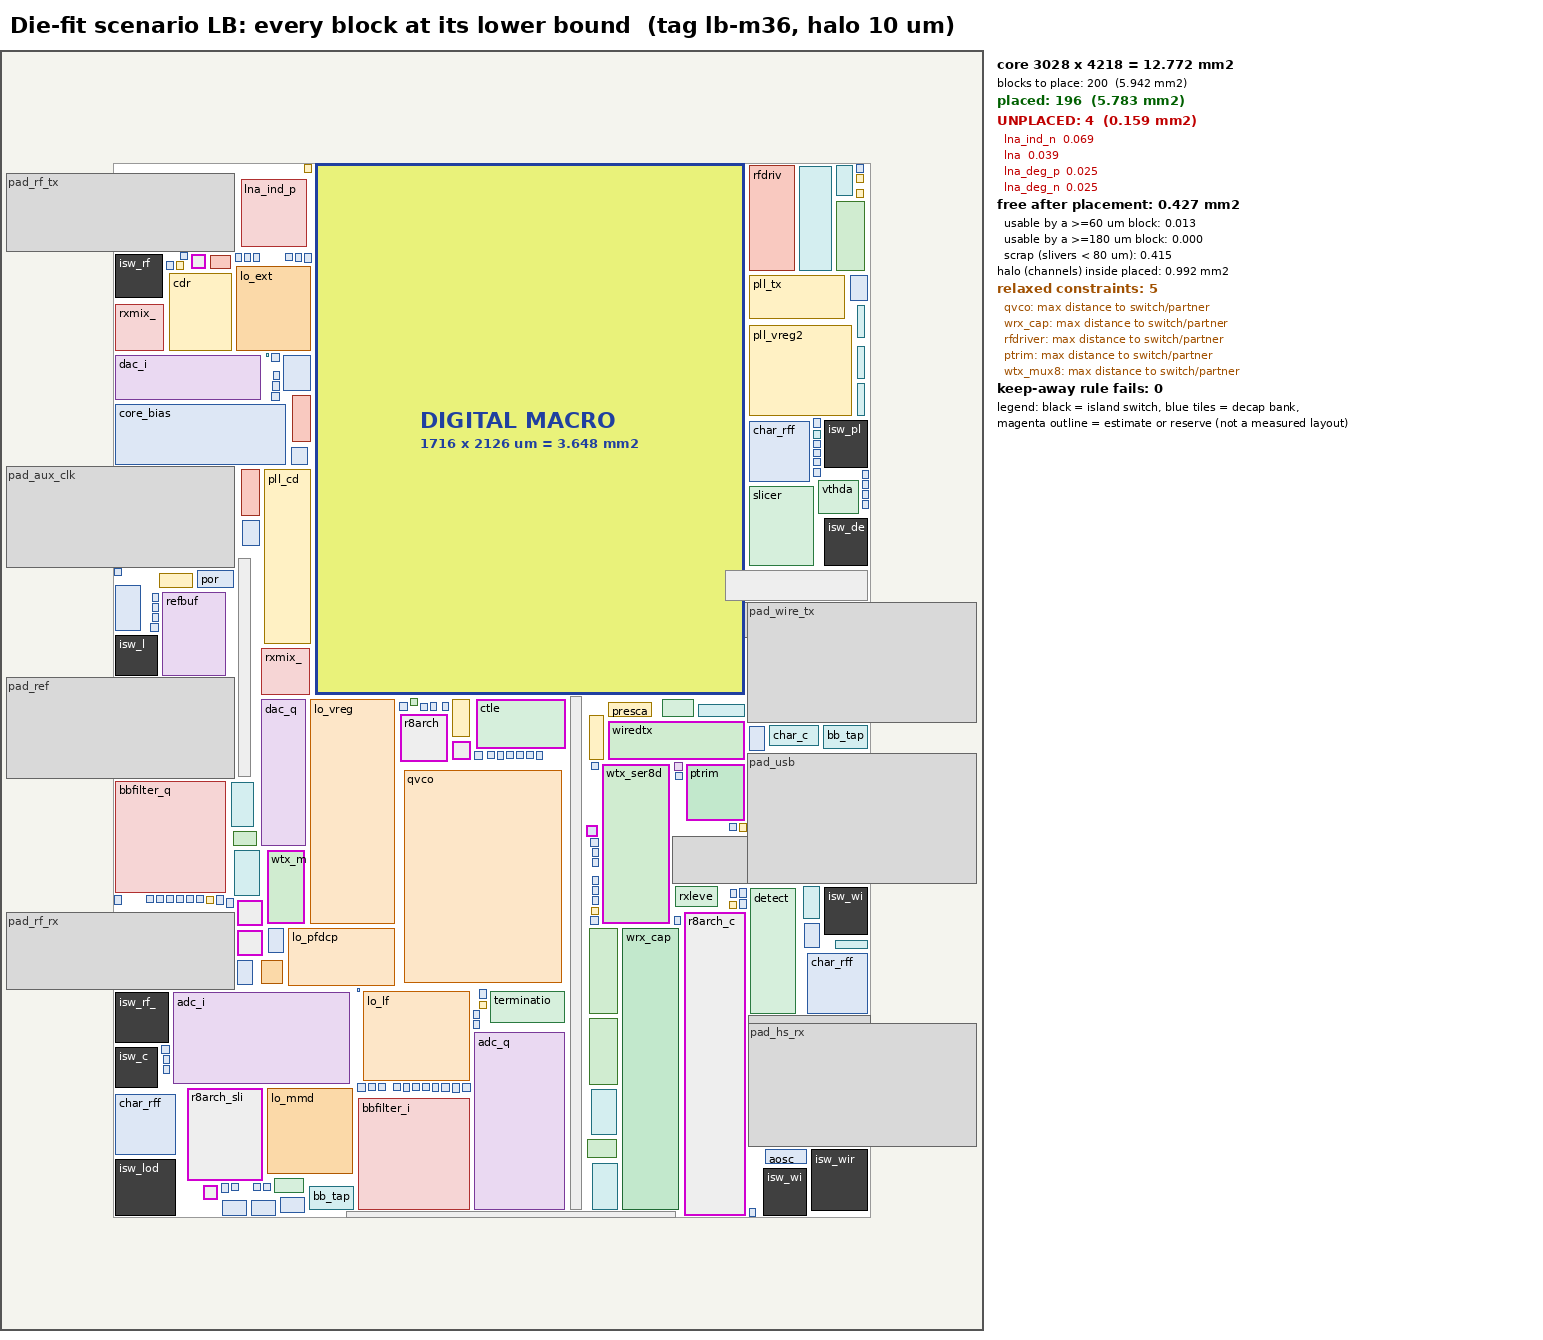 Die-fit scenario LB: every block at its lower bound  (tag lb-m36, halo 10 um)
core 3028 x 4218 = 12.772 mm2
blocks to place: 200  (5.942 mm2)
placed: 196  (5.783 mm2)
UNPLACED: 4  (0.159 mm2)
lna_ind_n  0.069
lna  0.039
lna_deg_p  0.025
lna_deg_n  0.025
free after placement: 0.427 mm2
usable by a >=60 um block: 0.013
usable by a >=180 um block: 0.000
scrap (slivers < 80 um): 0.415
halo (channels) inside placed: 0.992 mm2
relaxed constraints: 5
qvco: max distance to switch/partner
wrx_cap: max distance to switch/partner
rfdriver: max distance to switch/partner
ptrim: max distance to switch/partner
wtx_mux8: max distance to switch/partner
keep-away rule fails: 0
legend: black = island switch, blue tiles = decap bank,
magenta outline = estimate or reserve (not a measured layout)
pad_rf_tx
lna_ind_p
rfdriv
isw_rf
cdr
lo_ext
pll_tx
rxmix_
pll_vreg2
dac_i
core_bias
DIGITAL MACRO
1716 x 2126 um = 3.648 mm2
char_rff
isw_pl
pad_aux_clk
pll_cd
slicer
vthda
isw_de
por
refbuf
pad_wire_tx
isw_l
rxmix_
pad_ref
dac_q
lo_vreg
r8arch
ctle
presca
wiredtx
char_c
bb_tap
pad_usb
qvco
wtx_ser8d
ptrim
bbfilter_q
wtx_m
rxleve
detect
isw_wi
pad_rf_rx
lo_pfdcp
wrx_cap
r8arch_c
char_rff
isw_rf_
adc_i
lo_lf
terminatio
pad_hs_rx
isw_c
adc_q
char_rff
r8arch_sli
lo_mmd
bbfilter_i
isw_lod
bb_tap
aosc
isw_wir
isw_wi